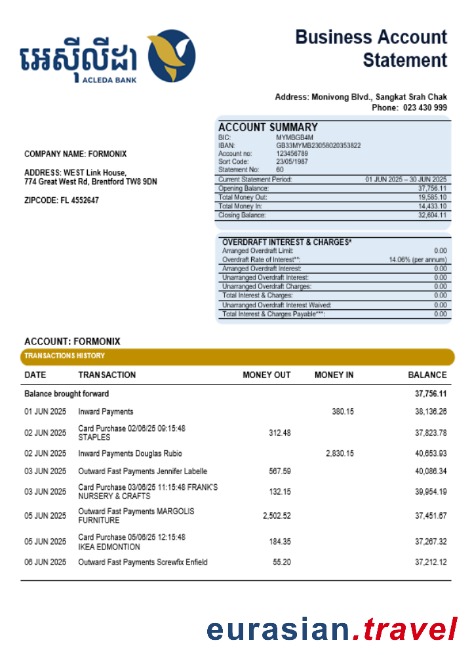 អេស៊ីលីដា
ACLEDA BANK
Business Account
Statement
Address: Monivong Blvd., Sangkat Srah Chak
Phone: 023 430 999
COMPANY NAME: FORMONIX
ADDRESS: WEST Link House,
774 Great West Rd, Brentford TW8 9DN
ZIPCODE: FL 4552647
ACCOUNT SUMMARY
BIC: MYMBGB4M
IBAN: GB33MYMB23058020353822
Account no: 123456789
Sort Code: 23/05/1987
Statement No: 60
Current Statement Period: 01 JUN 2025 – 30 JUN 2025
Opening Balance: 37,756.11
Total Money Out: 19,585.10
Total Money In: 14,433.10
Closing Balance: 32,604.11
OVERDRAFT INTEREST & CHARGES*
Arranged Overdraft Limit: 0.00
Overdraft Rate of Interest**: 14.06% (per annum)
Arranged Overdraft Interest: 0.00
Unarranged Overdraft Interest: 0.00
Unarranged Overdraft Charges: 0.00
Total Interest & Charges: 0.00
Unarranged Overdraft Interest Waived: 0.00
Total Interest & Charges Payable***: 0.00
ACCOUNT: FORMONIX
TRANSACTIONS HISTORY
DATE TRANSACTION MONEY OUT MONEY IN BALANCE
Balance brought forward 37,756.11
01 JUN 2025 Inward Payments 380.15 38,136.26
02 JUN 2025 Card Purchase 02/06/25 09:15:48 STAPLES 312.48 37,823.78
02 JUN 2025 Inward Payments Douglas Rubio 2,830.15 40,653.93
03 JUN 2025 Outward Fast Payments Jennifer Labelle 567.59 40,086.34
03 JUN 2025 Card Purchase 03/06/25 11:15:48 FRANK'S NURSERY & CRAFTS 132.15 39,954.19
05 JUN 2025 Outward Fast Payments MARGOLIS FURNITURE 2,502.52 37,451.67
05 JUN 2025 Card Purchase 05/06/25 12:15:48 IKEA EDMONTION 184.35 37,267.32
06 JUN 2025 Outward Fast Payments Screwfix Enfield 55.20 37,212.12
eurasian.travel